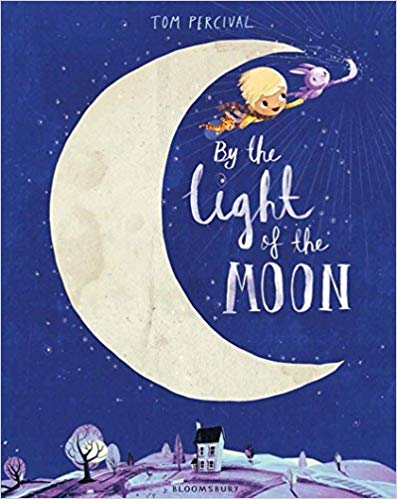 TOM PERCIVAL
By the
Light
of the
MOON
BLOOMSBURY